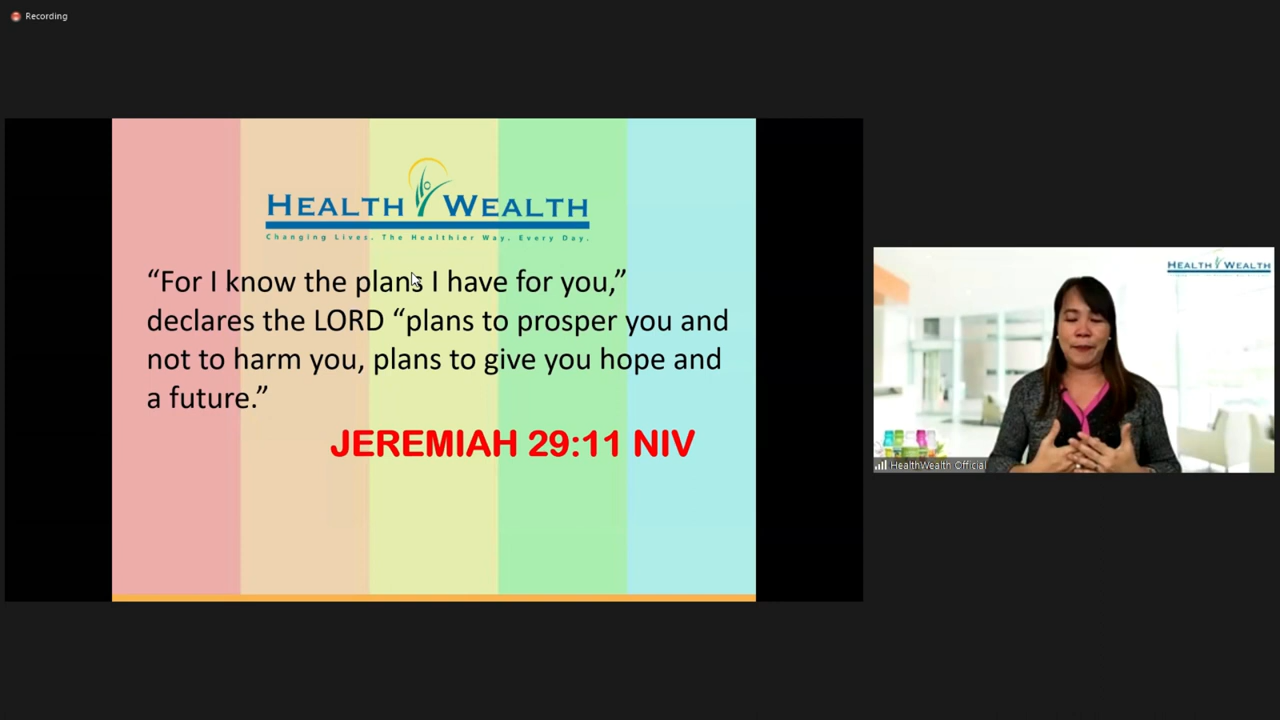 Recording
HEALTH WEALTH
Changing Lives. The Healthier Way. Every Day.
“For I know the plans I have for you,”
declares the LORD “plans to prosper you and
not to harm you, plans to give you hope and
a future.”
JEREMIAH 29:11 NIV
HEALTH WEALTH
HealthWealth Official